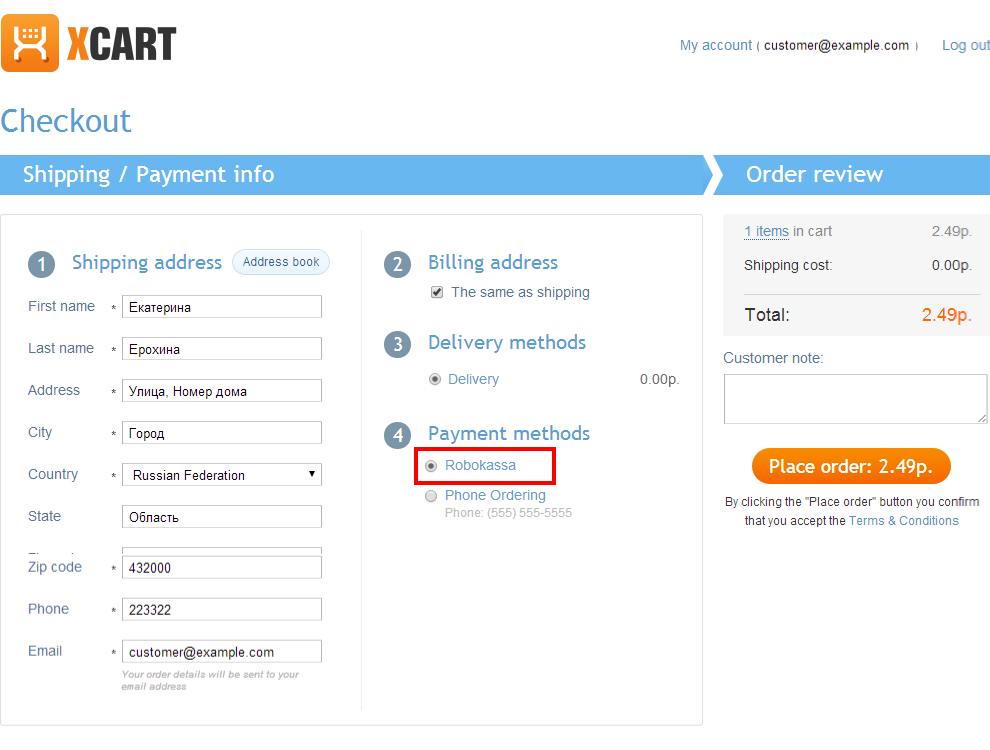 XCART
My account ( customer@example.com ) Log out
Checkout
Shipping / Payment info
Order review
1 Shipping address Address book
First name * Екатерина
Last name * Ерохина
Address * Улица, Номер дома
City * Город
Country * Russian Federation
State Область
Zip code * 432000
Phone * 223322
Email * customer@example.com
Your order details will be sent to your
email address
2 Billing address
The same as shipping
3 Delivery methods
Delivery 0.00р.
4 Payment methods
Robokassa
Phone Ordering
Phone: (555) 555-5555
1 items in cart 2.49р.
Shipping cost: 0.00р.
Total: 2.49р.
Customer note:
Place order: 2.49р.
By clicking the "Place order" button you confirm
that you accept the Terms & Conditions